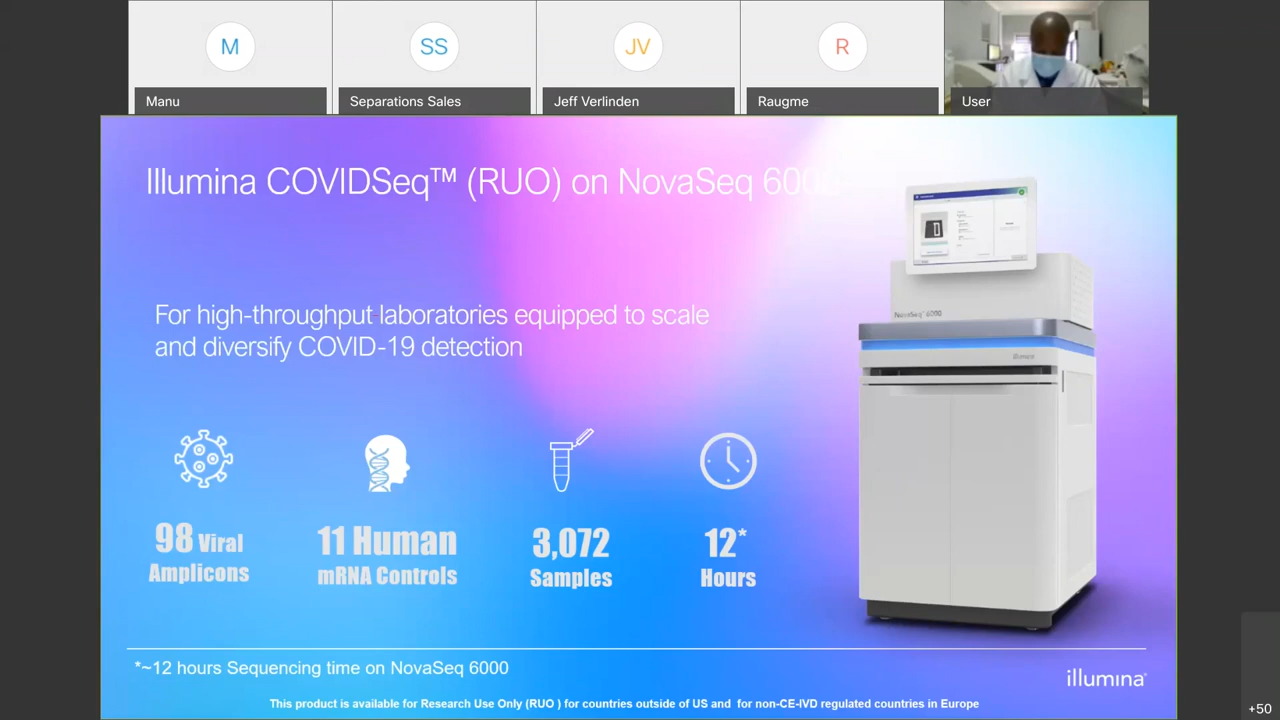 M
SS
JV
R
Manu
Separations Sales
Jeff Verlinden
Raugme
User
Illumina COVIDSeq™ (RUO) on NovaSeq 6000
NovaSeq™ 6000
For high-throughput laboratories equipped to scale
and diversify COVID-19 detection
98 Viral
Amplicons
11 Human
mRNA Controls
3,072
Samples
12*
Hours
*~12 hours Sequencing time on NovaSeq 6000
illumina®
This product is available for Research Use Only (RUO ) for countries outside of US and for non-CE-IVD regulated countries in Europe
+50